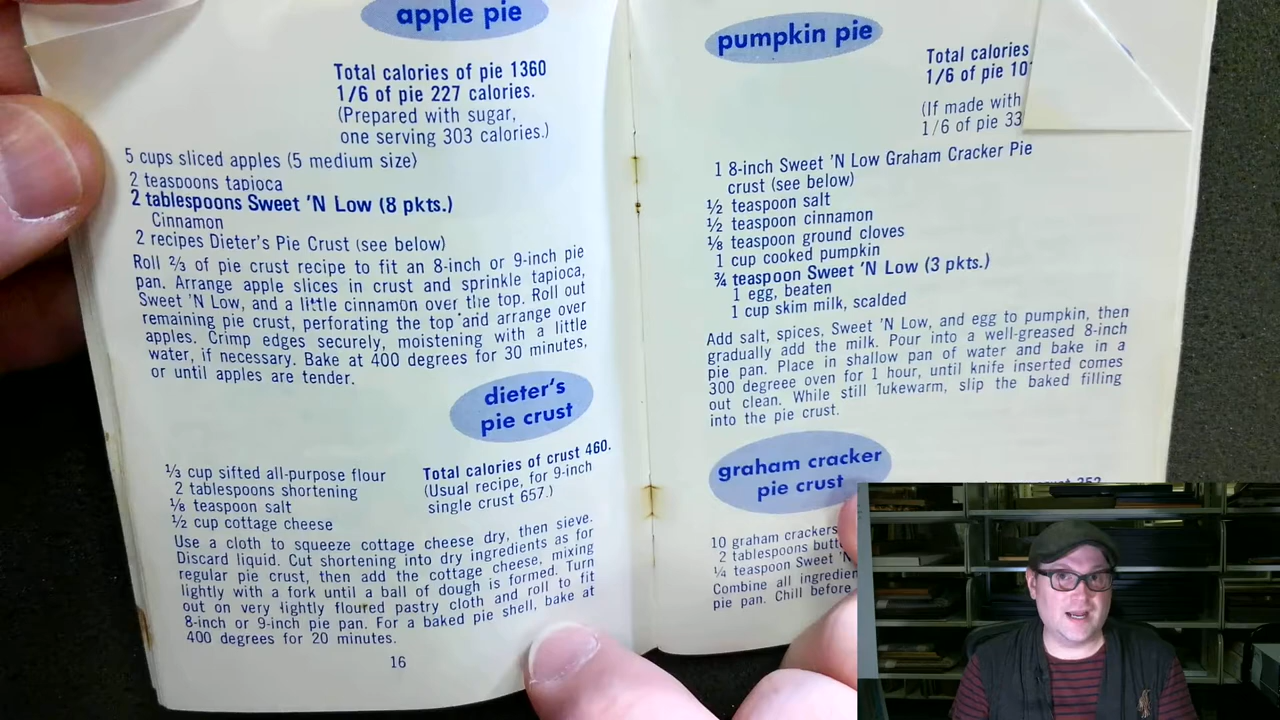 apple pie
Total calories of pie 1360
1/6 of pie 227 calories.
(Prepared with sugar,
one serving 303 calories.)
5 cups sliced apples (5 medium size)
2 teaspoons tapioca
2 tablespoons Sweet 'N Low (8 pkts.)
Cinnamon
2 recipes Dieter's Pie Crust (see below)
Roll ⅔ of pie crust recipe to fit an 8-inch or 9-inch pie
pan. Arrange apple slices in crust and sprinkle tapioca,
Sweet 'N Low, and a little cinnamon over the top. Roll out
remaining pie crust, perforating the top and arrange over
apples. Crimp edges securely, moistening with a little
water, if necessary. Bake at 400 degrees for 30 minutes,
or until apples are tender.
dieter's
pie crust
Total calories of crust 460.
(Usual recipe, for 9-inch
single crust 657.)
⅓ cup sifted all-purpose flour
2 tablespoons shortening
⅛ teaspoon salt
½ cup cottage cheese
Use a cloth to squeeze cottage cheese dry, then sieve.
Discard liquid. Cut shortening into dry ingredients as for
regular pie crust, then add the cottage cheese, mixing
lightly with a fork until a ball of dough is formed. Turn
out on very lightly floured pastry cloth and roll to fit
8-inch or 9-inch pie pan. For a baked pie shell, bake at
400 degrees for 20 minutes.
16
pumpkin pie
Total calories
1/6 of pie
(If made with
1/6 of pie
1 8-inch Sweet 'N Low Graham Cracker Pie
crust (see below)
½ teaspoon salt
½ teaspoon cinnamon
⅛ teaspoon ground cloves
1 cup cooked pumpkin
¾ teaspoon Sweet 'N Low (3 pkts.)
1 egg, beaten
1 cup skim milk, scalded
Add salt, spices, Sweet 'N Low, and egg to pumpkin, then
gradually add the milk. Pour into a well-greased 8-inch
pie pan. Place in shallow pan of water and bake in a
300 degreee oven for 1 hour, until knife inserted comes
out clean. While still lukewarm, slip the baked filling
into the pie crust.
graham cracker
pie crust
10 graham crackers
2 tablespoons
¼ teaspoon Sweet
Combine all
pie pan. Chill before